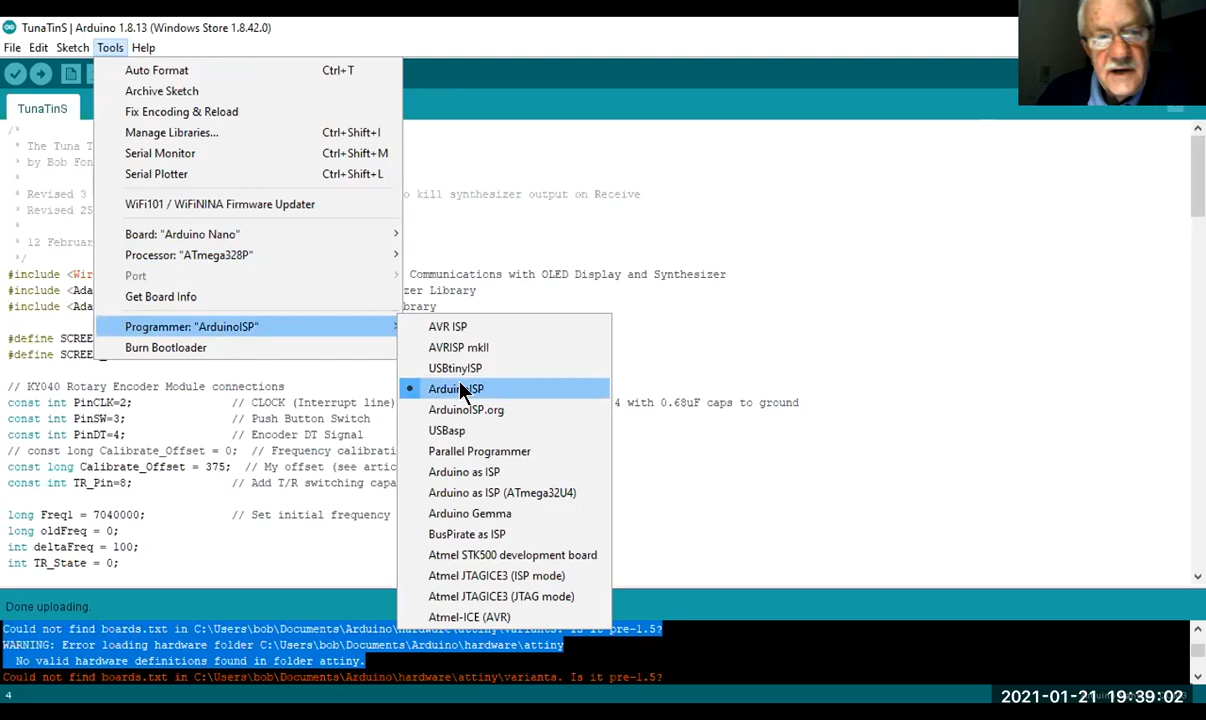 TunaTinS | Arduino 1.8.13 (Windows Store 1.8.42.0)
File Edit Sketch Tools Help
Auto Format Ctrl+T
Archive Sketch
Fix Encoding & Reload
Manage Libraries... Ctrl+Shift+I
Serial Monitor Ctrl+Shift+M
Serial Plotter Ctrl+Shift+L
WiFi101 / WiFiNINA Firmware Updater
Board: "Arduino Nano"
Processor: "ATmega328P"
Port
Get Board Info
Programmer: "ArduinoISP"
Burn Bootloader
AVR ISP
AVRISP mkII
USBtinyISP
ArduinoISP
ArduinoISP.org
USBasp
Parallel Programmer
Arduino as ISP
Arduino as ISP (ATmega32U4)
Arduino Gemma
BusPirate as ISP
Atmel STK500 development board
Atmel JTAGICE3 (ISP mode)
Atmel JTAGICE3 (JTAG mode)
Atmel-ICE (AVR)
TunaTinS
/*
* The Tuna T
* by Bob Fon
*
* Revised 3 o kill synthesizer output on Receive
* Revised 25
*
* 12 Februar
*/
#include <Wir Communications with OLED Display and Synthesizer
#include <Ada zer Library
#include <Ada brary
#define SCREE
#define SCREE
// KY040 Rotary Encoder Module connections
const int PinCLK=2; // CLOCK (Interrupt line) 4 with 0.68uF caps to ground
const int PinSW=3; // Push Button Switch
const int PinDT=4; // Encoder DT Signal
// const long Calibrate_Offset = 0; // Frequency calibrati
const long Calibrate_Offset = 375; // My offset (see artic
const int TR_Pin=8; // Add T/R switching capa
long Freq1 = 7040000; // Set initial frequency
long oldFreq = 0;
int deltaFreq = 100;
int TR_State = 0;
Done uploading.
Could not find boards.txt in C:\Users\bob\Documents\Arduino\hardware\attiny\variants. Is it pre-1.5?
WARNING: Error loading hardware folder C:\Users\bob\Documents\Arduino\hardware\attiny
No valid hardware definitions found in folder attiny.
Could not find boards.txt in C:\Users\bob\Documents\Arduino\hardware\attiny\variants. Is it pre-1.5?
4
2021-01-21 19:39:02